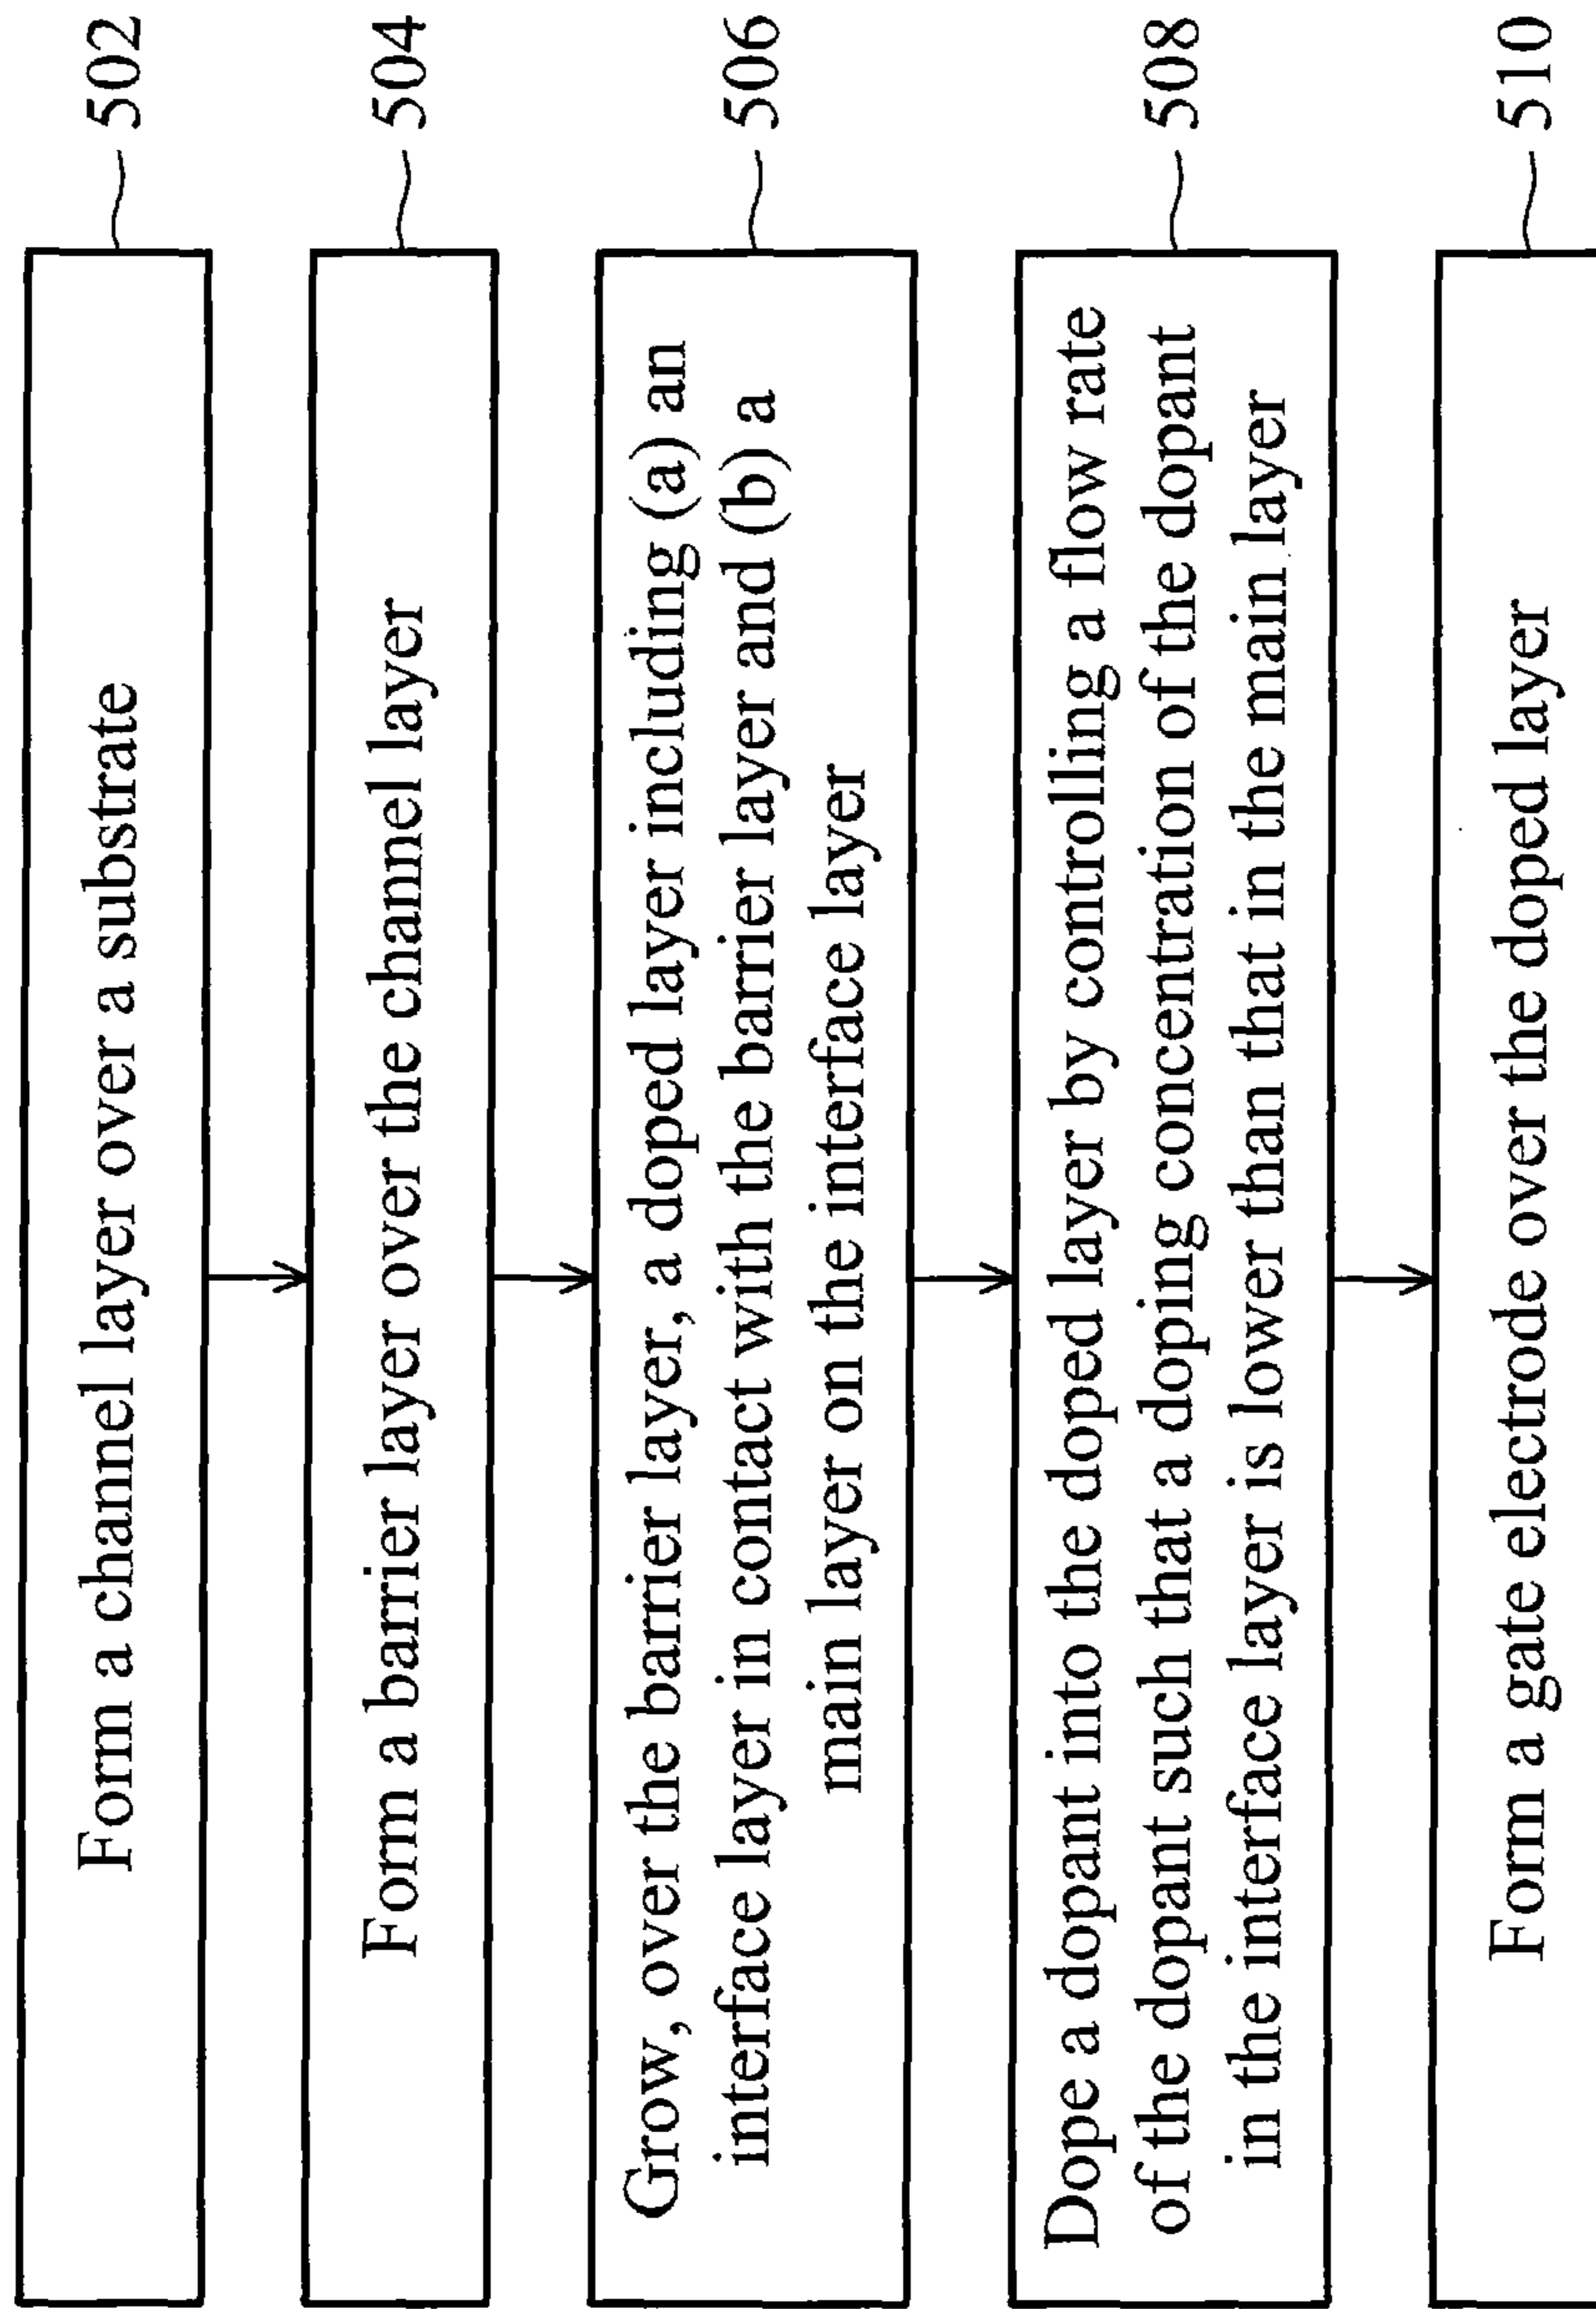 Form a channel layer over a substrate
502
Form a barrier layer over the channel layer
504
Grow, over the barrier layer, a doped layer including (a) an
interface layer in contact with the barrier layer and (b) a
main layer on the interface layer
506
Dope a dopant into the doped layer by controlling a flow rate
of the dopant such that a doping concentration of the dopant
in the interface layer is lower than that in the main layer
508
Form a gate electrode over the doped layer
510